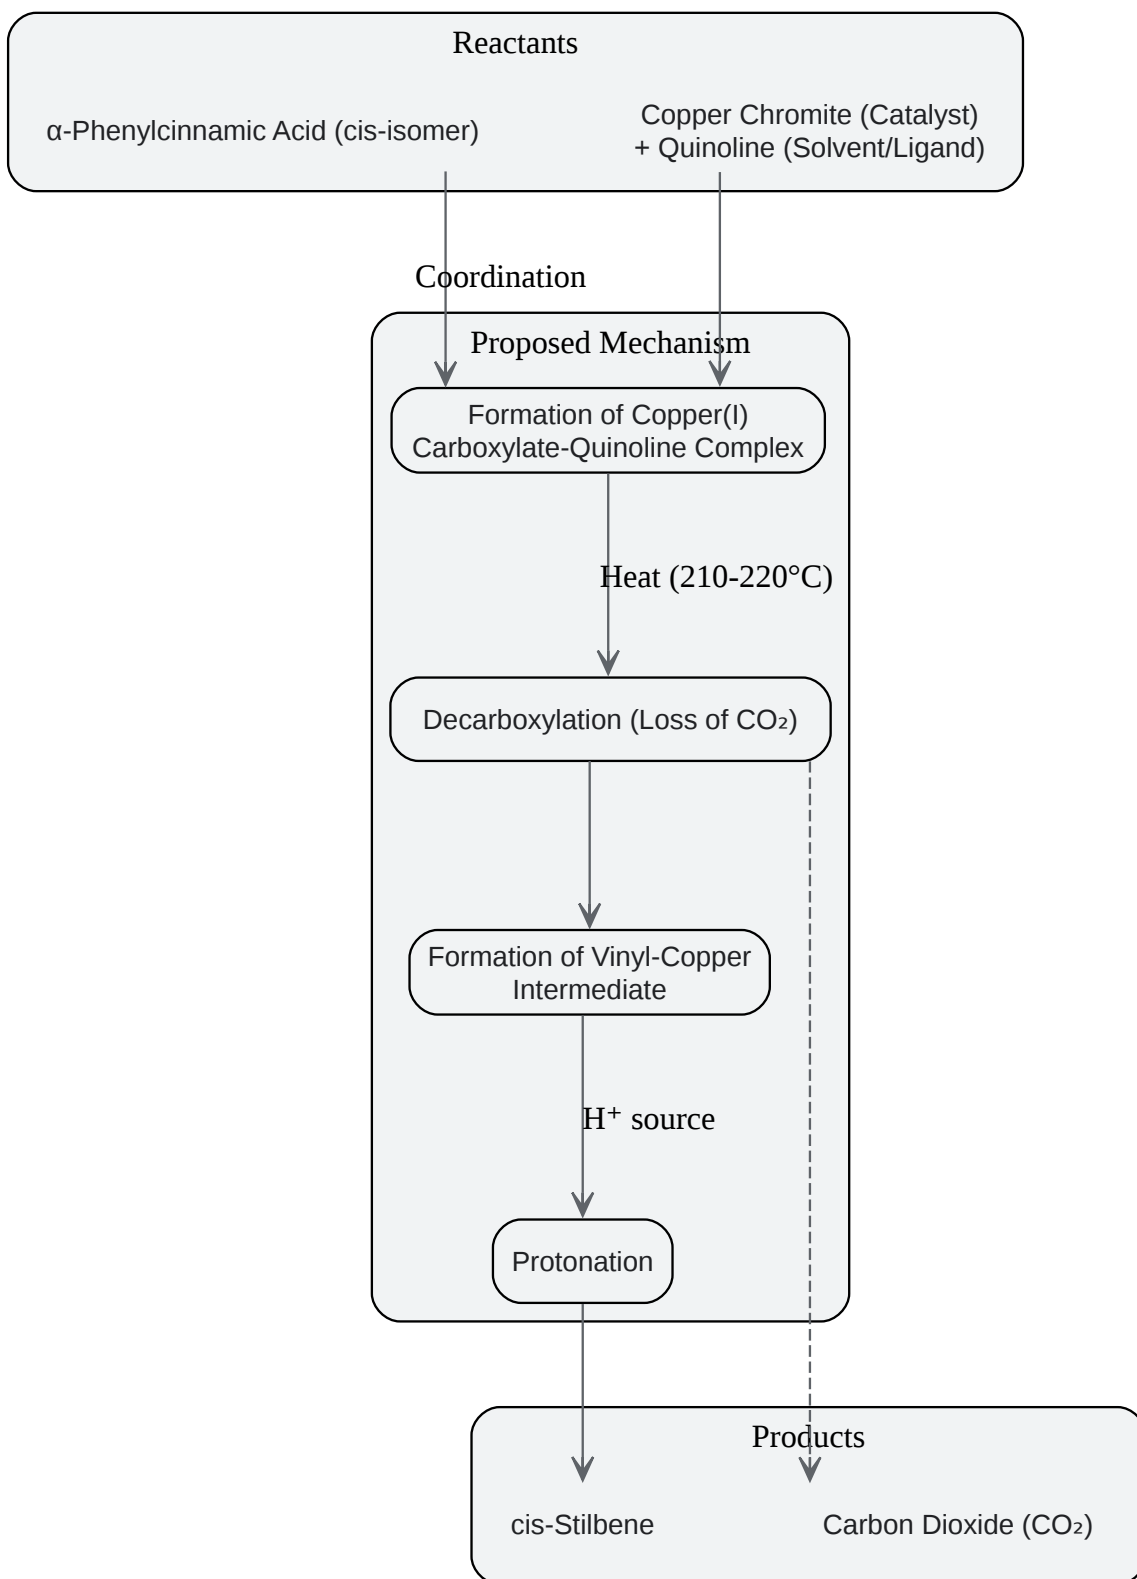 Reactants
α-Phenylcinnamic Acid (cis-isomer)
Copper Chromite (Catalyst)
+ Quinoline (Solvent/Ligand)
Coordination
Proposed Mechanism
Formation of Copper(I)
Carboxylate-Quinoline Complex
Heat (210-220°C)
Decarboxylation (Loss of CO₂)
Formation of Vinyl-Copper
Intermediate
H⁺ source
Protonation
Products
cis-Stilbene
Carbon Dioxide (CO₂)